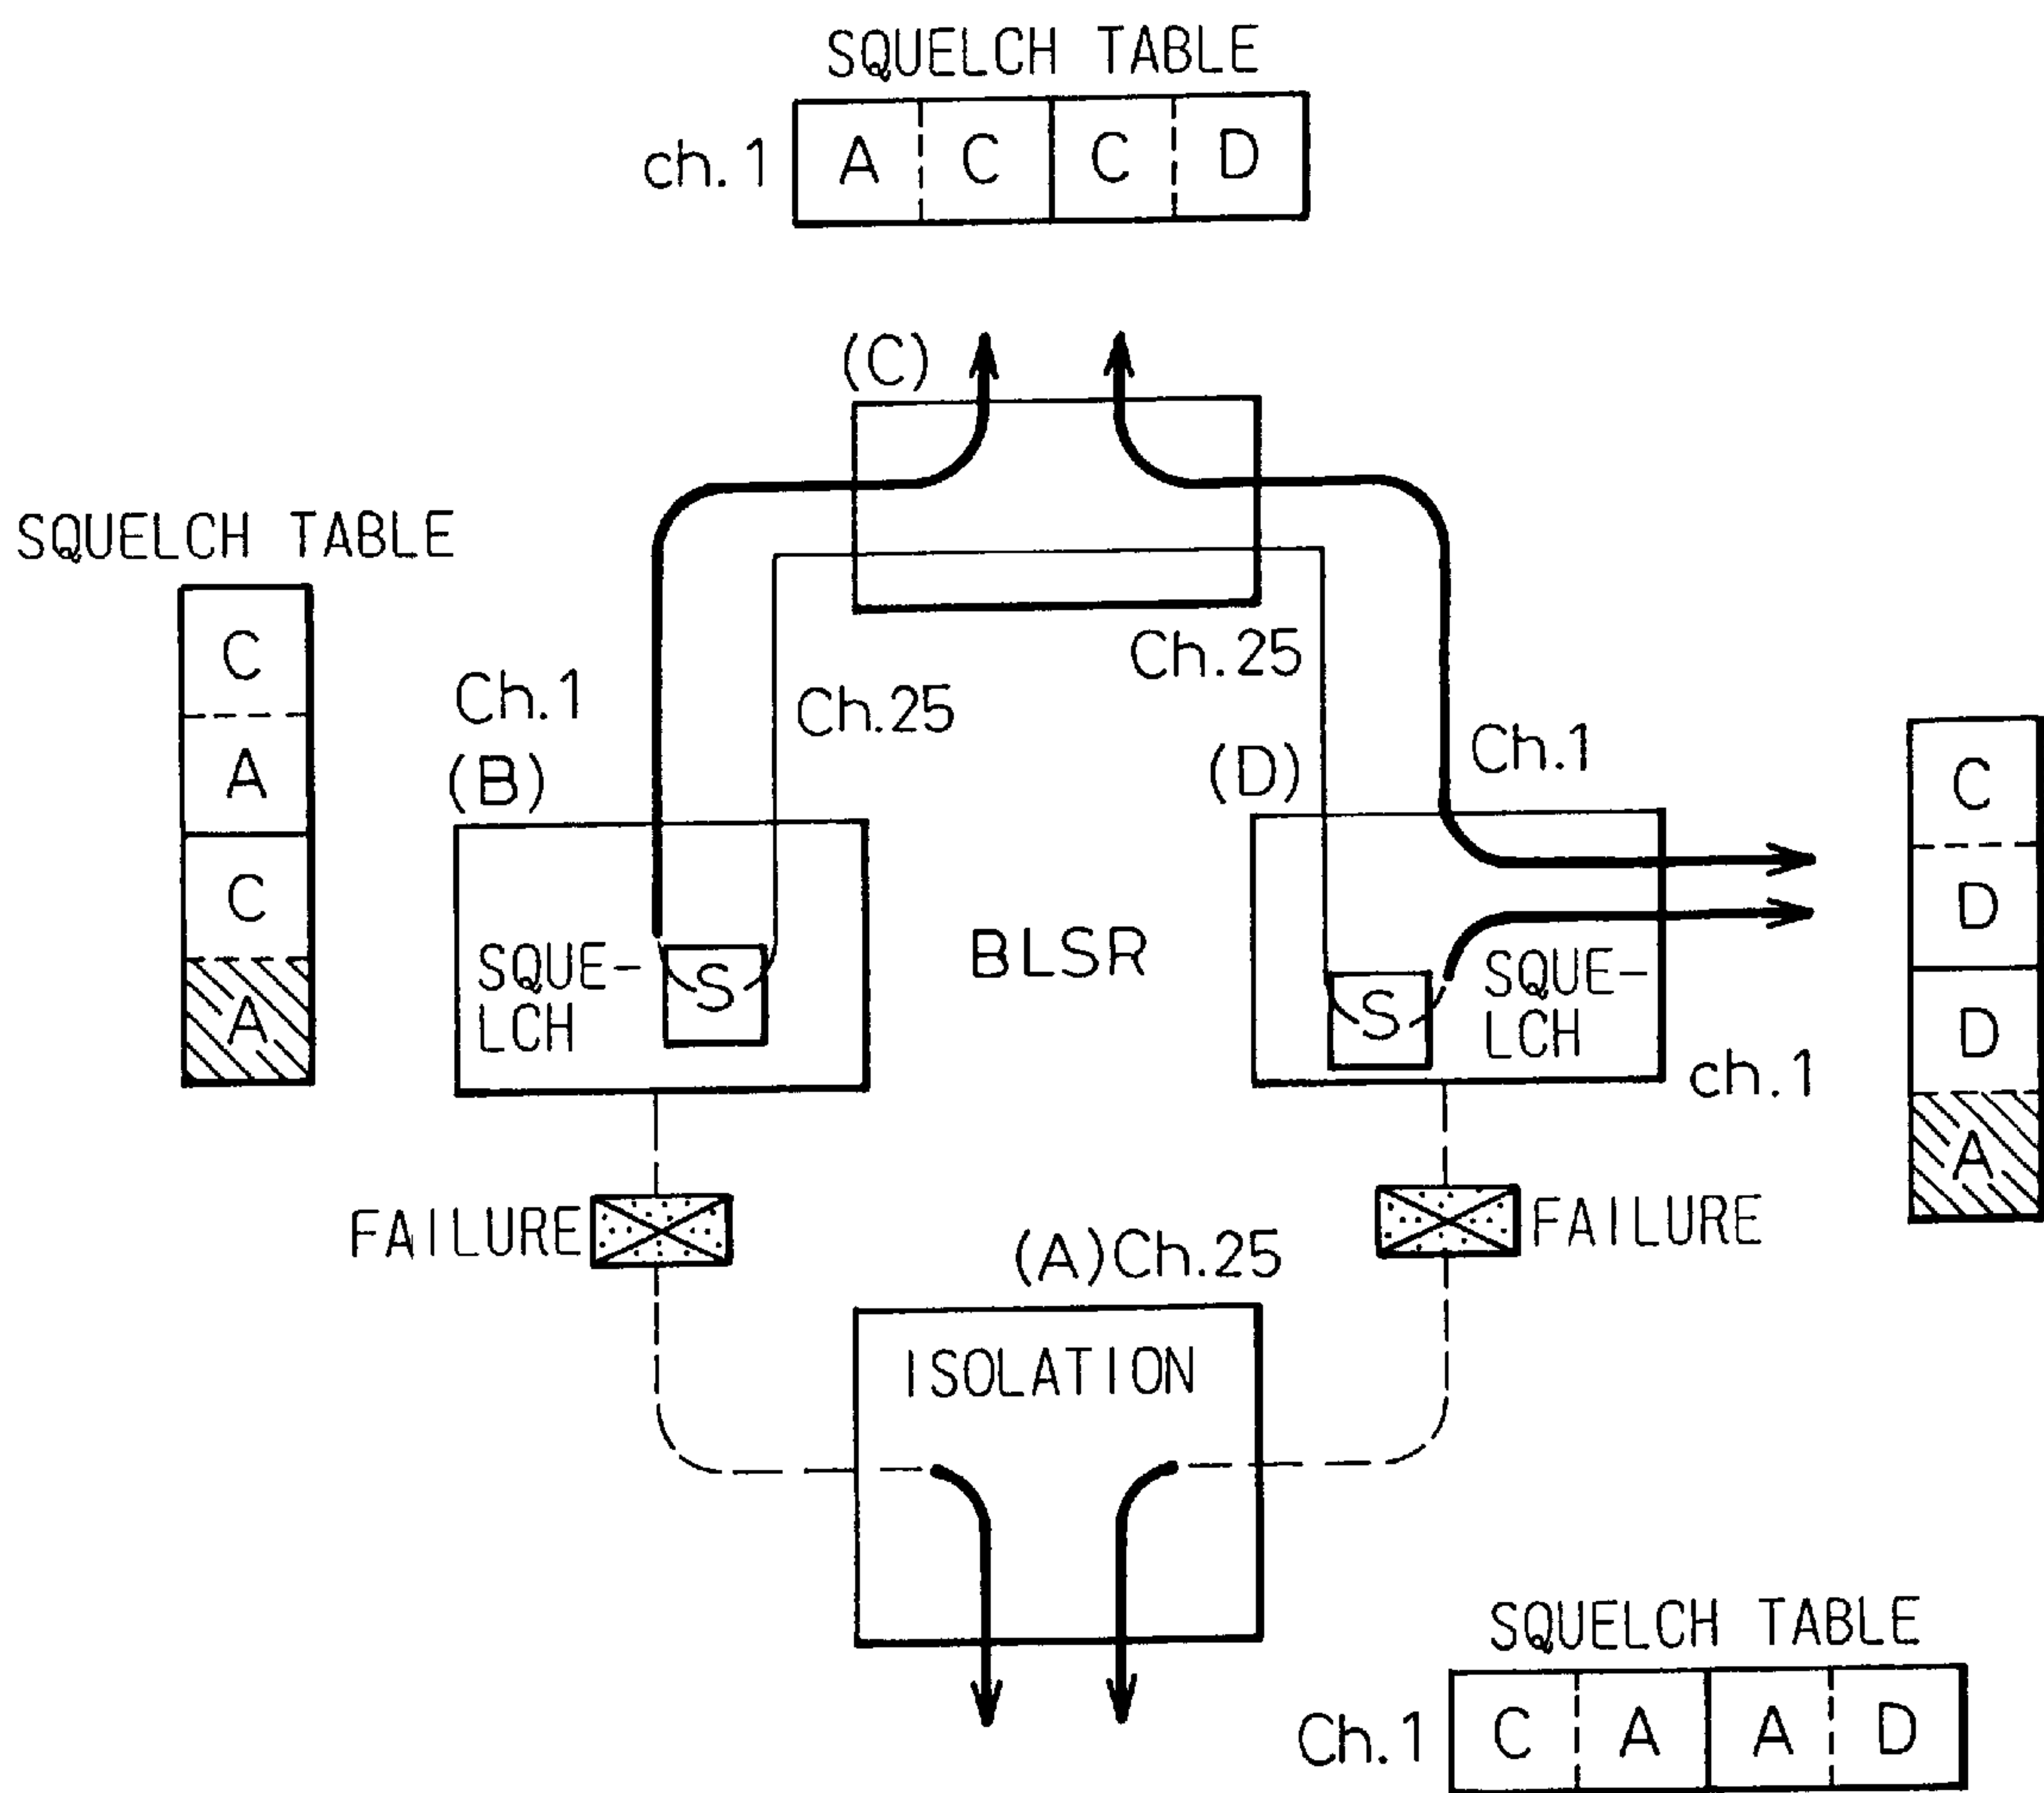 SQUELCH TABLE
ch.1 A C C D
(C)
SQUELCH TABLE
C
A
C
A
Ch.1
Ch.25
Ch.25
Ch.1
(B)
(D)
C
D
D
A
SQUE-
LCH
S
BLSR
S
SQUE-
LCH
ch.1
FAILURE
FAILURE
(A)Ch.25
ISOLATION
SQUELCH TABLE
Ch.1 C A A D